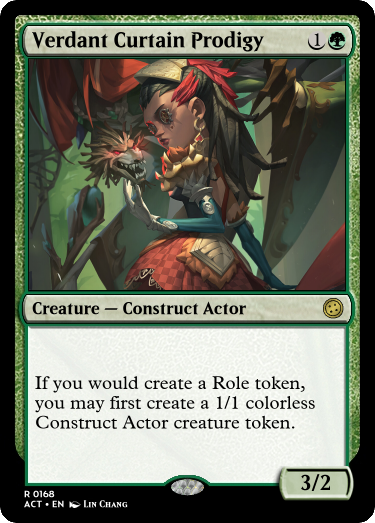 Verdant Curtain Prodigy 1
Creature — Construct Actor
If you would create a Role token,
you may first create a 1/1 colorless
Construct Actor creature token.
3/2
R 0168
ACT • EN Lin Chang